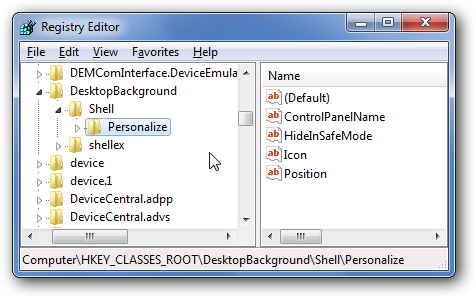 Registry Editor
File Edit View Favorites Help
DEMComInterface.DeviceEmula
DesktopBackground
Shell
Personalize
shellex
device
device.1
DeviceCentral.adpp
DeviceCentral.advs
Name
ab (Default)
ab ControlPanelName
ab HideInSafeMode
ab Icon
ab Position
Computer\HKEY_CLASSES_ROOT\DesktopBackground\Shell\Personalize